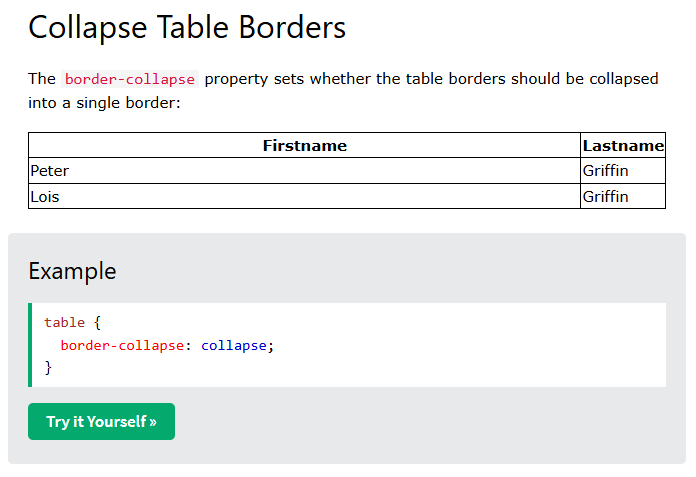 Collapse Table Borders
The border-collapse property sets whether the table borders should be collapsed
into a single border:
Firstname Lastname
Peter Griffin
Lois Griffin
Example
table {
  border-collapse: collapse;
}
Try it Yourself »